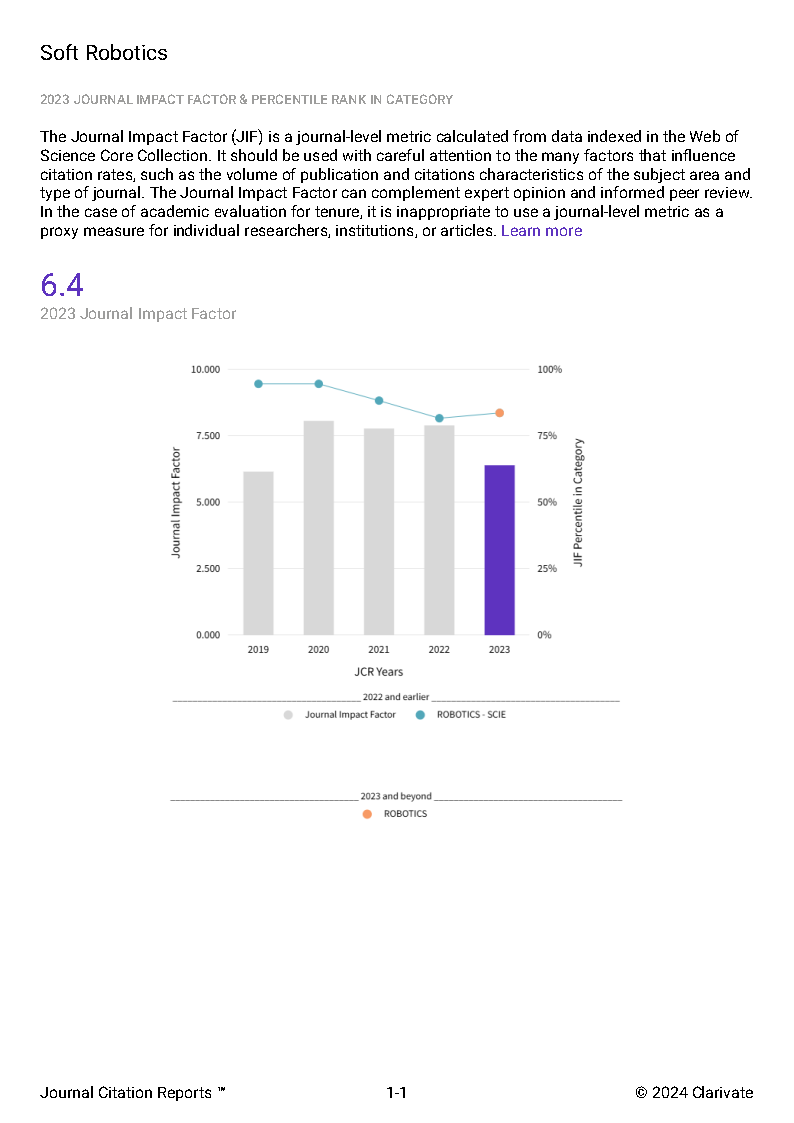 Soft Robotics
2023 JOURNAL IMPACT FACTOR & PERCENTILE RANK IN CATEGORY
The Journal Impact Factor (JIF) is a journal-level metric calculated from data indexed in the Web of
Science Core Collection. It should be used with careful attention to the many factors that influence
citation rates, such as the volume of publication and citations characteristics of the subject area and
type of journal. The Journal Impact Factor can complement expert opinion and informed peer review.
In the case of academic evaluation for tenure, it is inappropriate to use a journal-level metric as a
proxy measure for individual researchers, institutions, or articles. Learn more
6.4
2023 Journal Impact Factor
10.000
7.500
5.000
2.500
0.000
Journal Impact Factor
100%
75%
50%
25%
0%
JIF Percentile in Category
2019 2020 2021 2022 2023
JCR Years
2022 and earlier
Journal Impact Factor ROBOTICS - SCIE
2023 and beyond
ROBOTICS
Journal Citation Reports ™ 1-1 © 2024 Clarivate